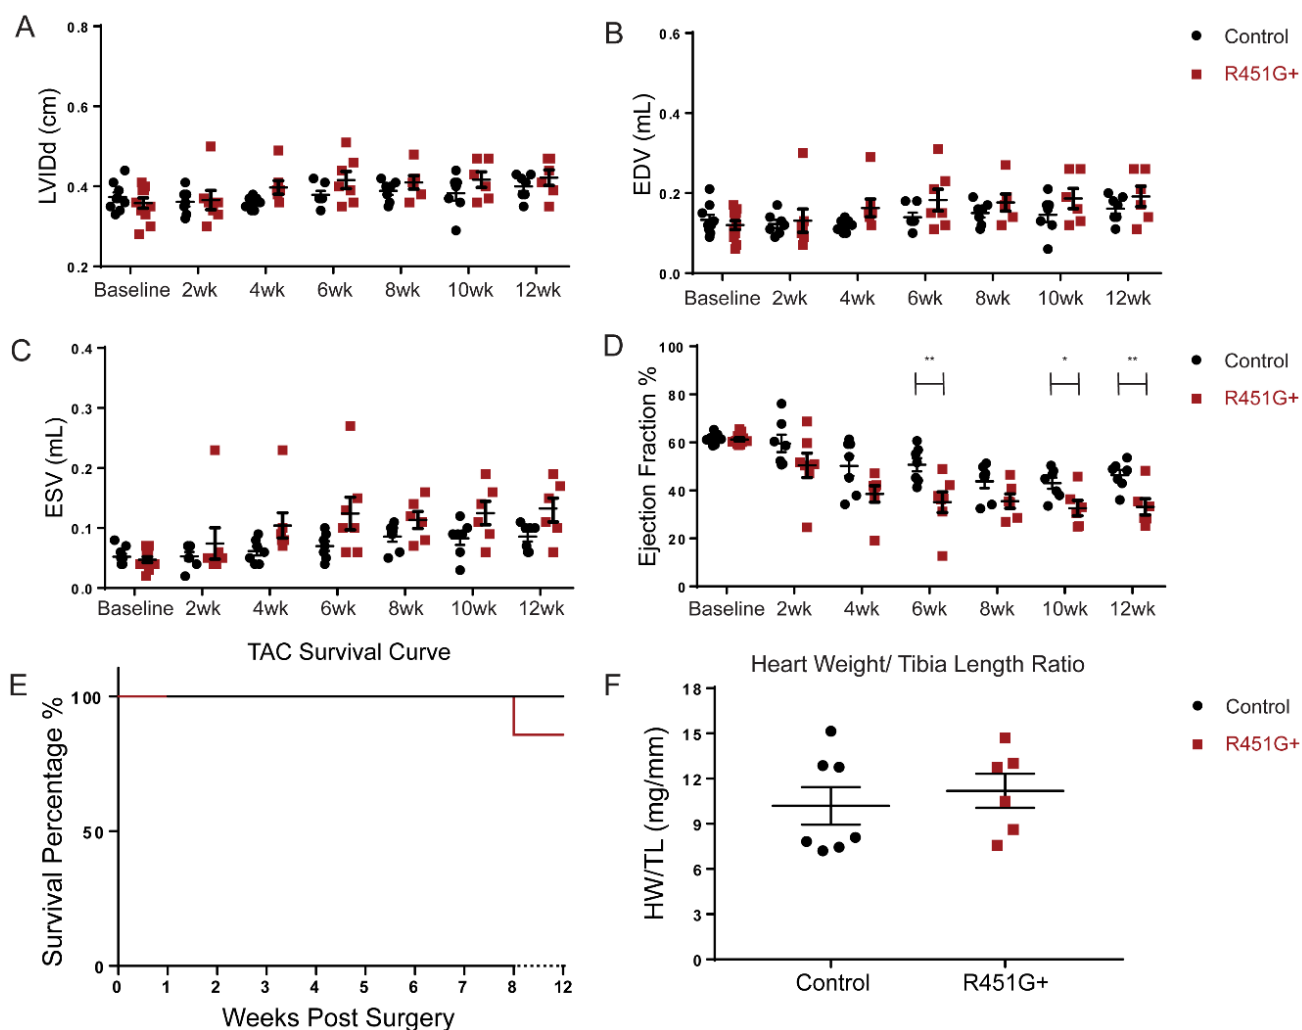 A
LVIDd (cm)
0.8
0.6
0.4
0.2
Baseline 2wk 4wk 6wk 8wk 10wk 12wk
B
EDV (mL)
0.6
0.4
0.2
0.0
Baseline 2wk 4wk 6wk 8wk 10wk 12wk
Control
R451G+
C
ESV (mL)
0.4
0.3
0.2
0.1
0.0
Baseline 2wk 4wk 6wk 8wk 10wk 12wk
D
Ejection Fraction %
100
80
60
40
20
0
** * **
Baseline 2wk 4wk 6wk 8wk 10wk 12wk
Control
R451G+
TAC Survival Curve
E
Survival Percentage %
100
50
0
0 1 2 3 4 5 6 7 8 12
Weeks Post Surgery
Heart Weight/ Tibia Length Ratio
F
HW/TL (mg/mm)
18
15
12
9
6
3
0
Control R451G+
Control
R451G+